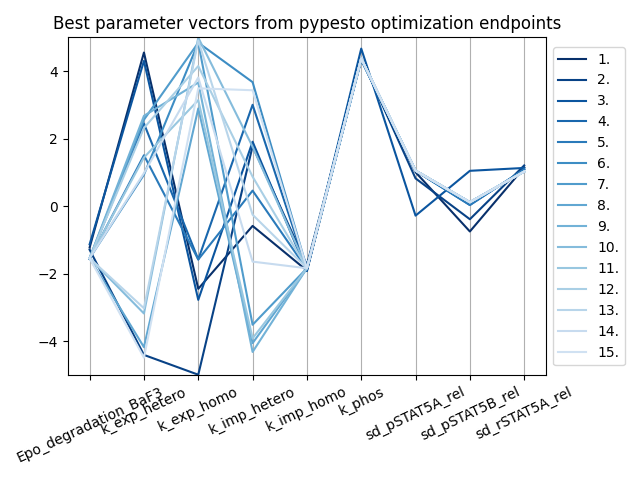 Best parameter vectors from pypesto optimization endpoints
4
2
0
−2
−4
Epo_degradation_BaF3
k_exp_hetero
k_exp_homo
k_imp_hetero
k_imp_homo
k_phos
sd_pSTAT5A_rel
sd_pSTAT5B_rel
sd_rSTAT5A_rel
1.
2.
3.
4.
5.
6.
7.
8.
9.
10.
11.
12.
13.
14.
15.